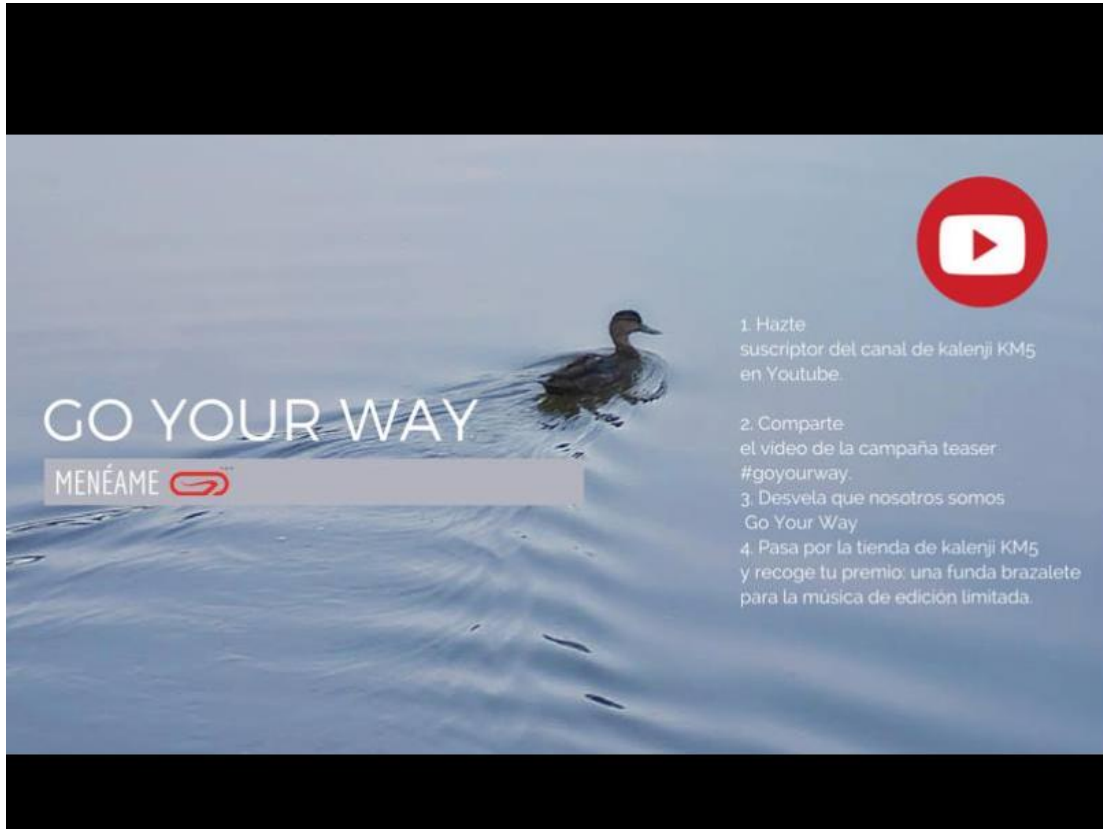 GO YOUR WAY
MENÉAME
1. Hazte
suscriptor del canal de kalenji KM5
en Youtube.
2. Comparte
el vídeo de la campaña teaser
#goyourway.
3. Desvela que nosotros somos
Go Your Way
4. Pasa por la tienda de kalenji KM5
y recoge tu premio: una funda brazalete
para la música de edición limitada.